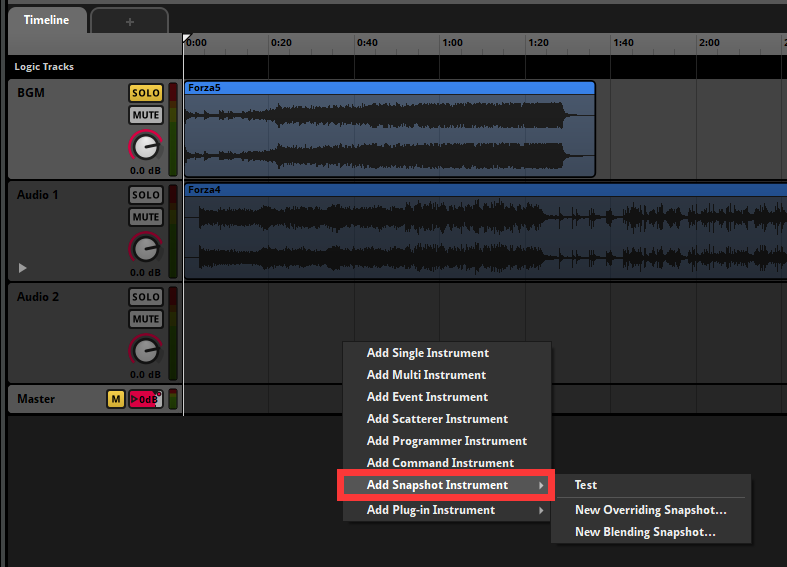 Timeline
+
0:00 0:20 0:40 1:00 1:20 1:40 2:00
Logic Tracks
BGM
SOLO
MUTE
0.0 dB
Forza5
Audio 1
SOLO
MUTE
0.0 dB
Forza4
Audio 2
SOLO
MUTE
0.0 dB
Master
M
0dB
Add Single Instrument
Add Multi Instrument
Add Event Instrument
Add Scatterer Instrument
Add Programmer Instrument
Add Command Instrument
Add Snapshot Instrument
Add Plug-in Instrument
Test
New Overriding Snapshot...
New Blending Snapshot...